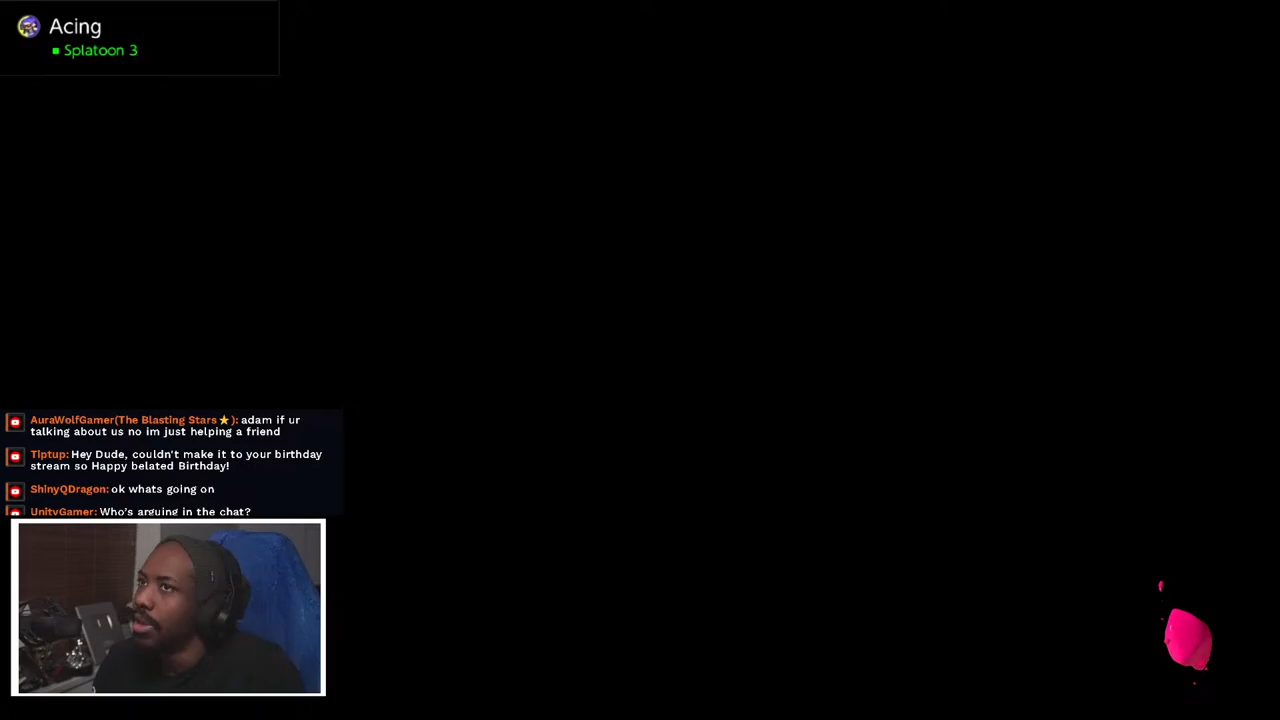 Acing
Splatoon 3
AuraWolfGamer(The Blasting Stars⭐): adam if ur
talking about us no im just helping a friend
Tiptup: Hey Dude, couldn't make it to your birthday
stream so Happy belated Birthday!
ShinyQDragon: ok whats going on
UnityGamer: Who's arguing in the chat?